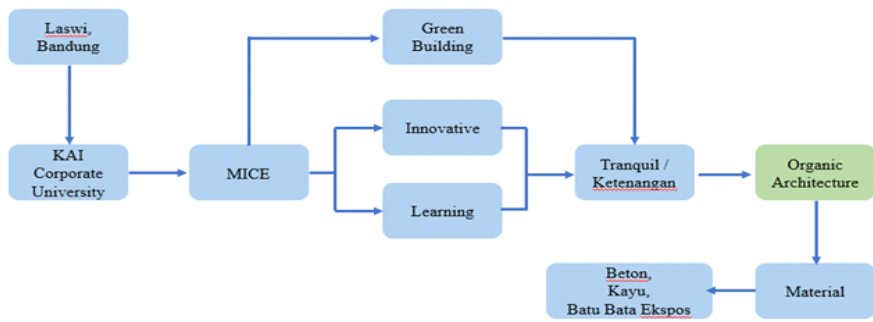 Laswi,
Bandung
Green
Building
Innovative
KAI
Corporate
University
MICE
Tranquil /
Ketenangan
Organic
Architecture
Learning
Beton,
Kayu,
Batu Bata Ekspos
Material